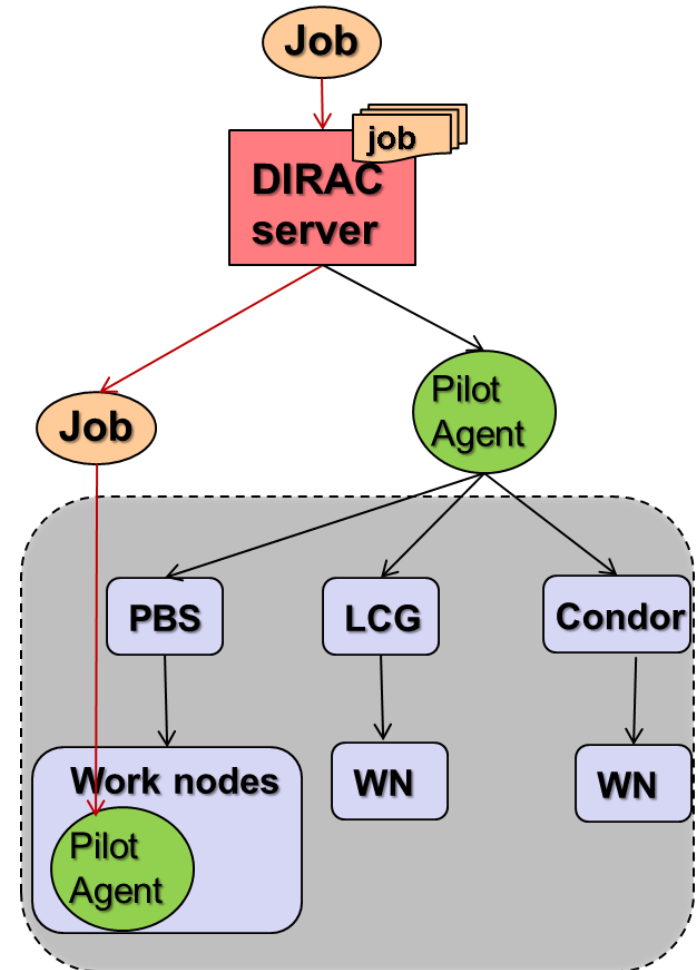 Job
job
DIRAC
server
Pilot
Agent
Job
PBS
LCG
Condor
Work nodes
WN
WN
Pilot
Agent